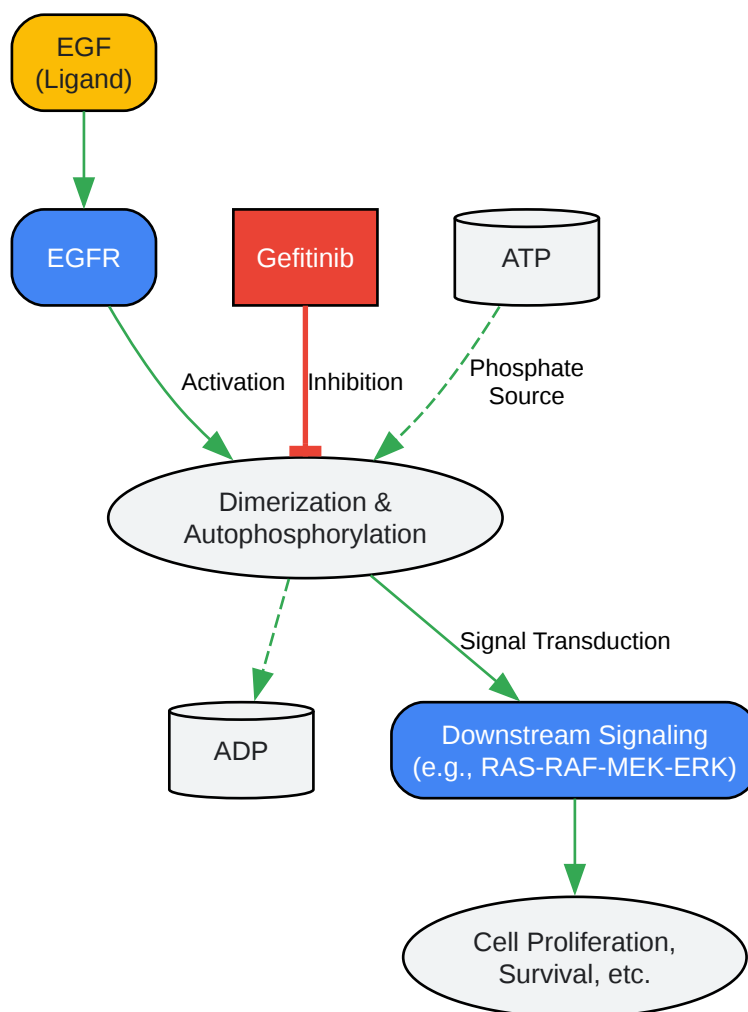 EGF
(Ligand)
EGFR
Gefitinib
ATP
Activation
Inhibition
Phosphate
Source
Dimerization &
Autophosphorylation
Signal Transduction
ADP
Downstream Signaling
(e.g., RAS-RAF-MEK-ERK)
Cell Proliferation,
Survival, etc.